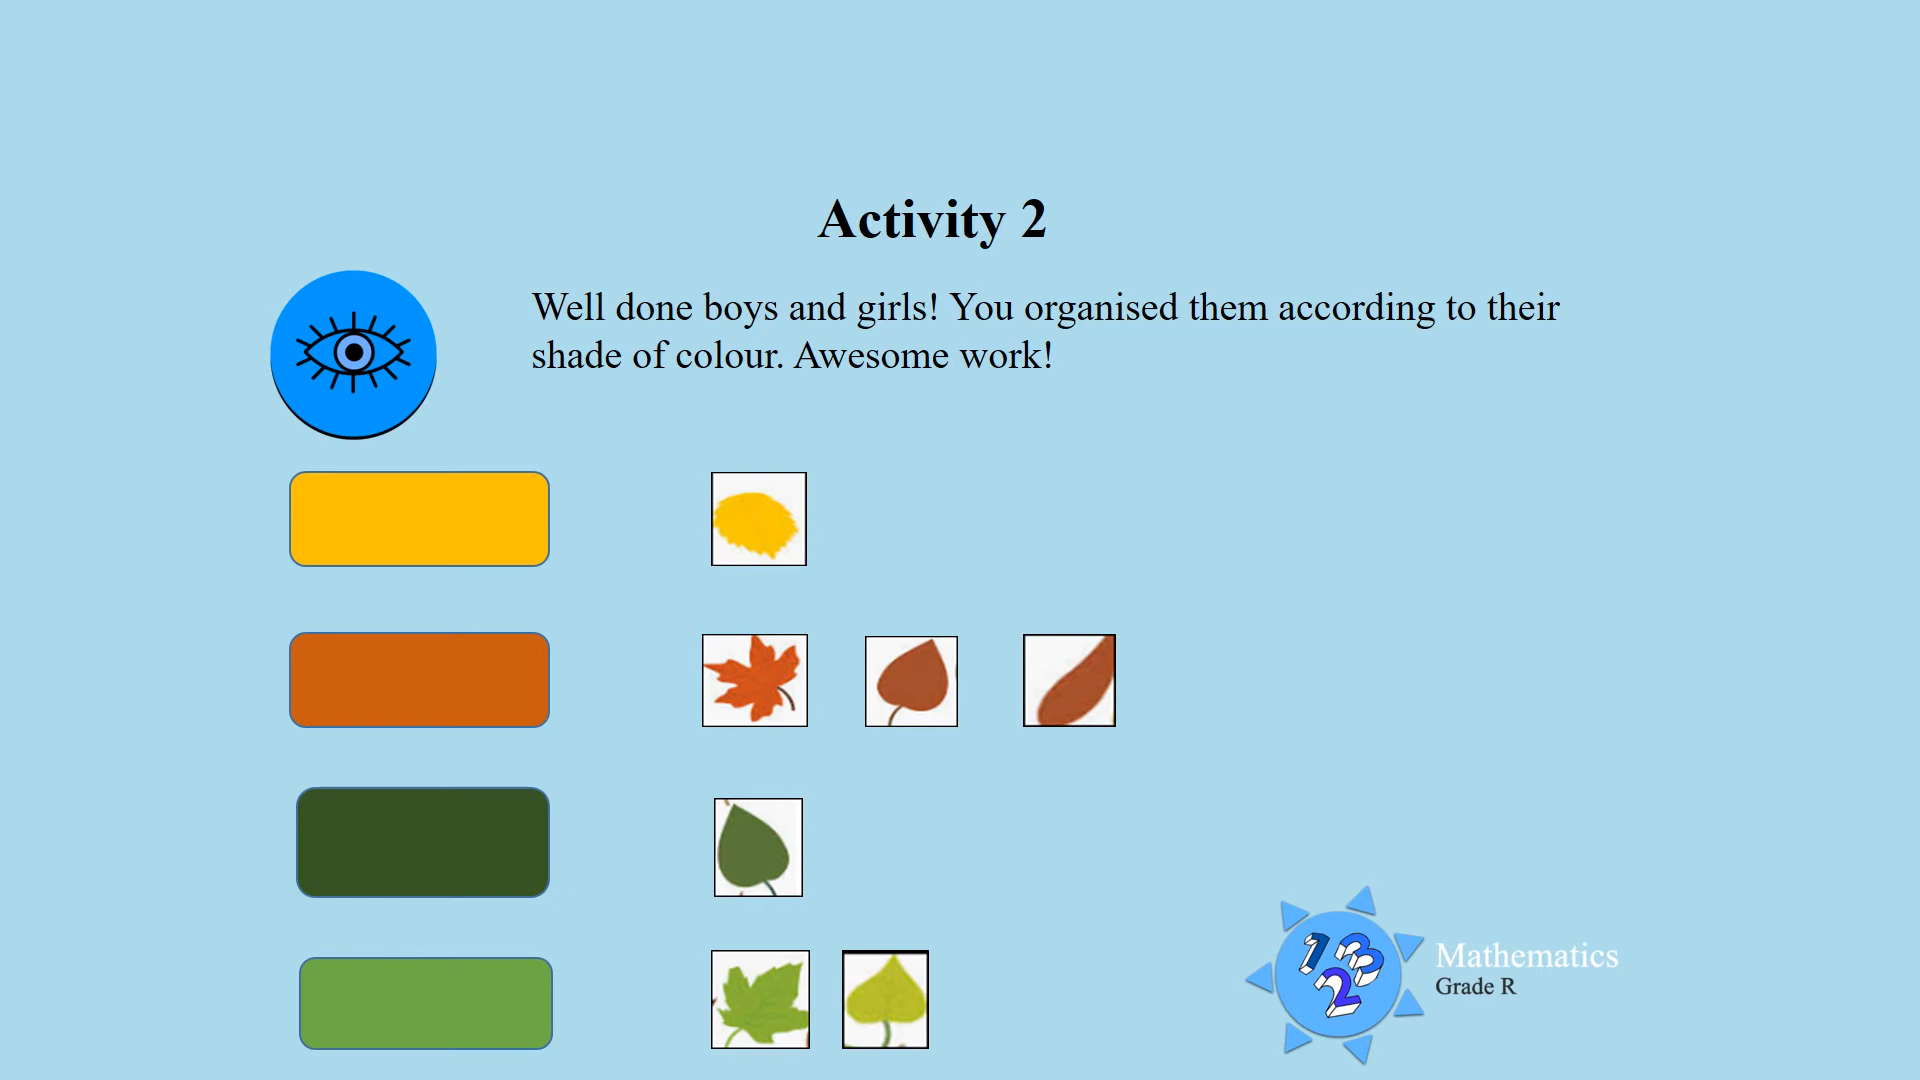 Activity 2
Well done boys and girls! You organised them according to their
shade of colour. Awesome work!
123
Mathematics
Grade R